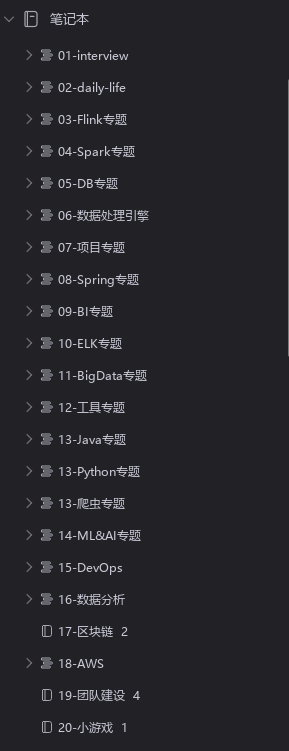 笔记本
01-interview
02-daily-life
03-Flink专题
04-Spark专题
05-DB专题
06-数据处理引擎
07-项目专题
08-Spring专题
09-BI专题
10-ELK专题
11-BigData专题
12-工具专题
13-Java专题
13-Python专题
13-爬虫专题
14-ML&AI专题
15-DevOps
16-数据分析
17-区块链 2
18-AWS
19-团队建设 4
20-小游戏 1